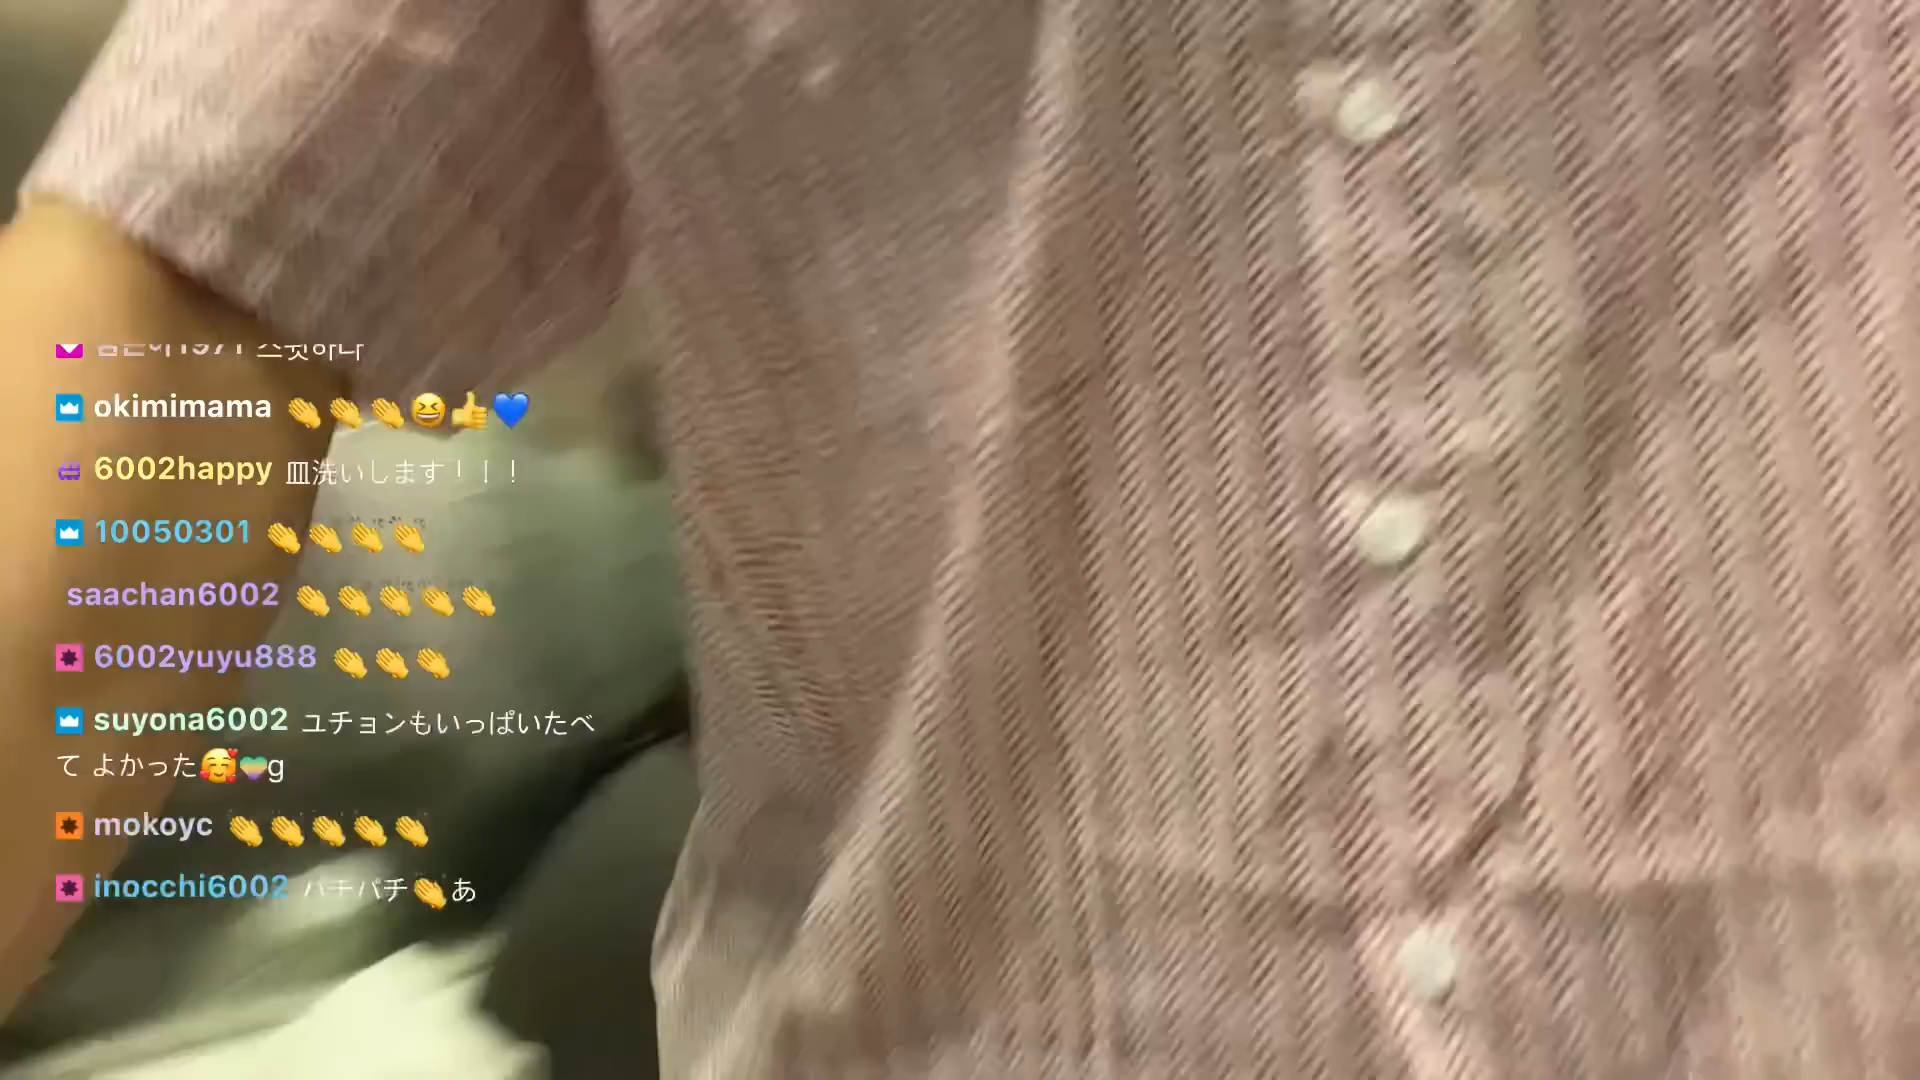 okimimama 👏👏👏😆👍💙
6002happy 皿洗いします！！！
10050301 👏👏👏👏
saachan6002 👏👏👏👏👏
6002yuyu888 👏👏👏
suyona6002 ユチョンもいっぱいたべ
て よかった🥰g
mokoyc 👏👏👏👏👏
inocchi6002 パチパチ👏あ